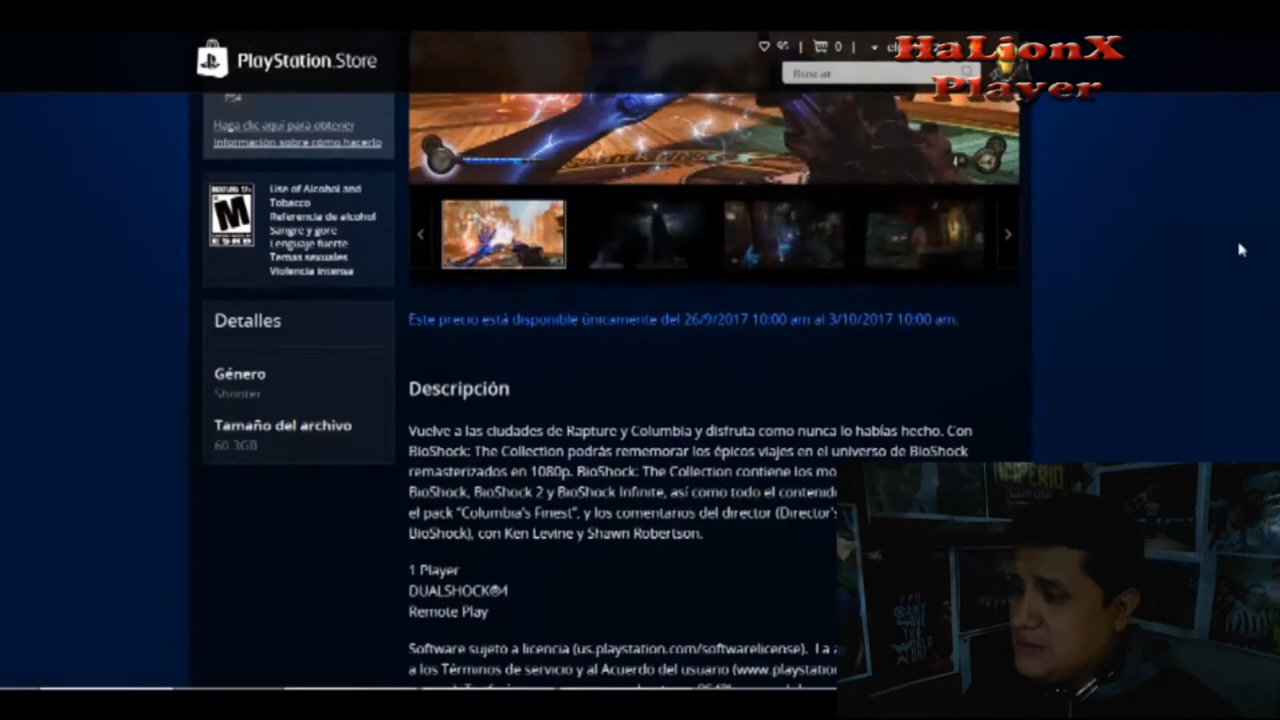 PlayStation.Store
0
Buscar
HaLionX
Player
PS4
Haga clic aquí para obtener
información sobre cómo hacerlo
MATURE 17+
M
ESRB
Use of Alcohol and
Tobacco
Referencia de alcohol
Sangre y gore
Lenguaje fuerte
Temas sexuales
Violencia intensa
Detalles
Género
Shooter
Tamaño del archivo
60.3GB
Este precio está disponible únicamente del 26/9/2017 10:00 am al 3/10/2017 10:00 am.
Descripción
Vuelve a las ciudades de Rapture y Columbia y disfruta como nunca lo habías hecho. Con
BioShock: The Collection podrás rememorar los épicos viajes en el universo de BioShock
remasterizados en 1080p. BioShock: The Collection contiene los mo
BioShock, BioShock 2 y BioShock Infinite, así como todo el contenid
el pack "Columbia's Finest", y los comentarios del director (Director's
BioShock), con Ken Levine y Shawn Robertson.
1 Player
DUALSHOCK®4
Remote Play
Software sujeto a licencia (us.playstation.com/softwarelicense). La a
a los Términos de servicio y al Acuerdo del usuario (www.playstation